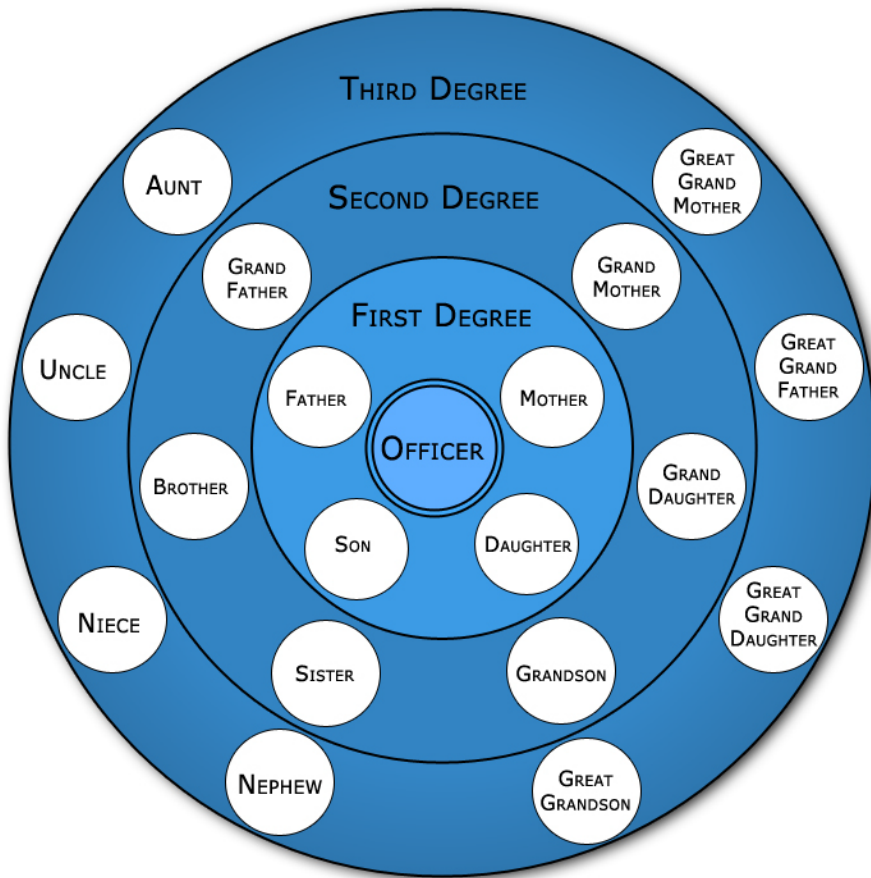 Third Degree
Aunt
Great
Grand
Mother
Second Degree
Grand
Father
Grand
Mother
First Degree
Uncle
Great
Grand
Father
Father
Mother
Officer
Brother
Grand
Daughter
Son
Daughter
Niece
Great
Grand
Daughter
Sister
Grandson
Nephew
Great
Grandson